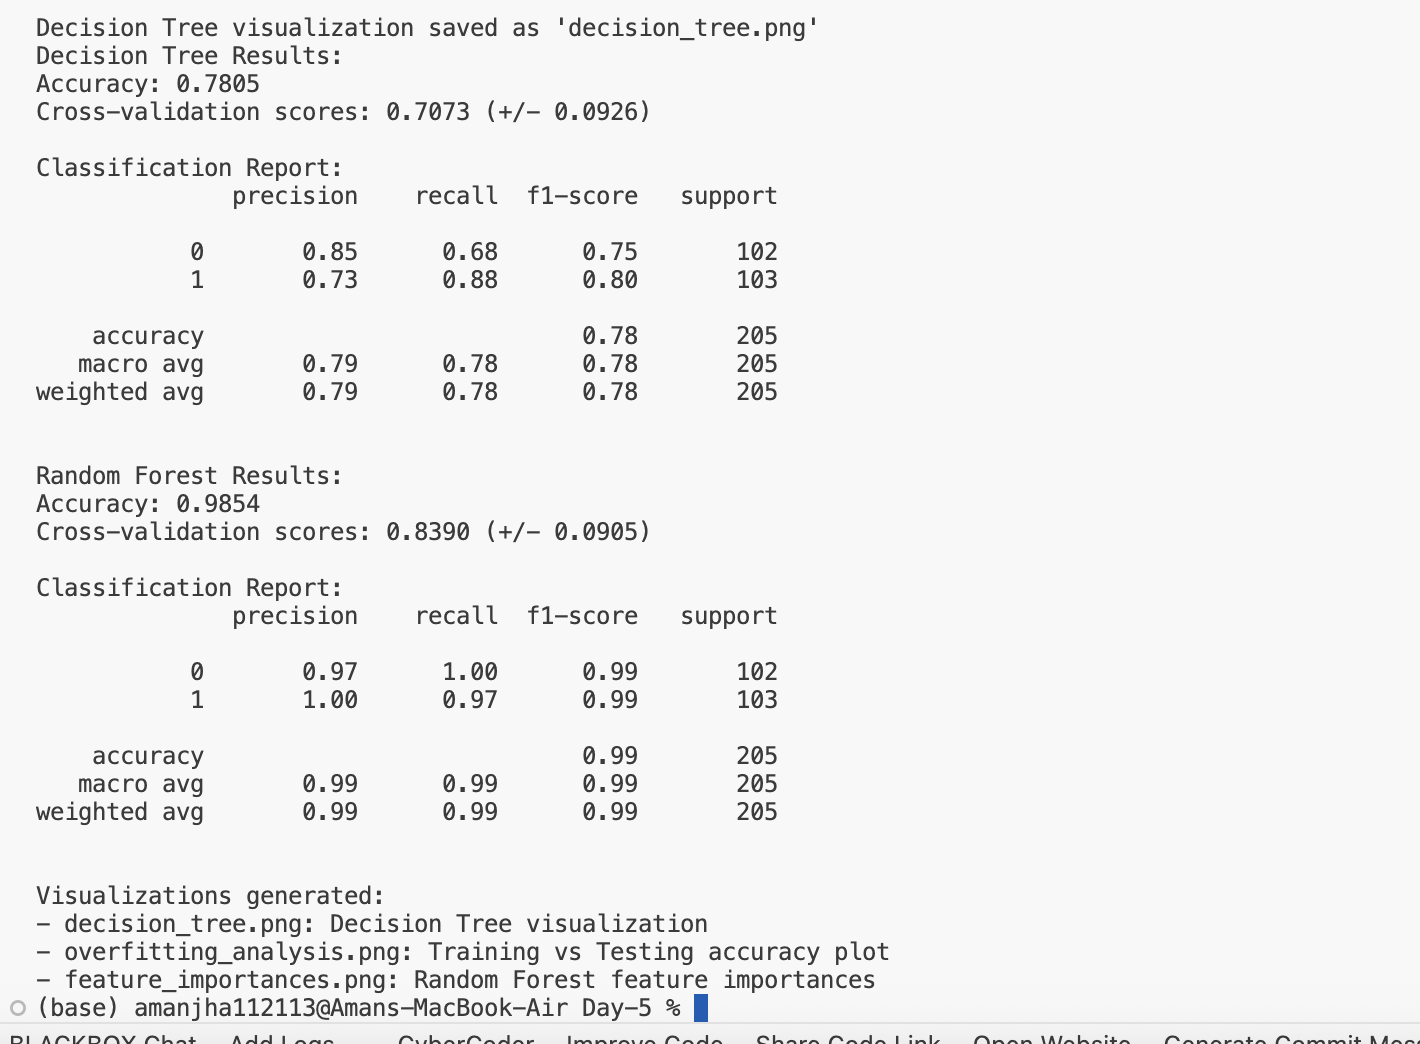 Decision Tree visualization saved as 'decision_tree.png'
Decision Tree Results:
Accuracy: 0.7805
Cross-validation scores: 0.7073 (+/- 0.0926)
Classification Report:
precision recall f1-score support
0 0.85 0.68 0.75 102
1 0.73 0.88 0.80 103
accuracy 0.78 205
macro avg 0.79 0.78 0.78 205
weighted avg 0.79 0.78 0.78 205
Random Forest Results:
Accuracy: 0.9854
Cross-validation scores: 0.8390 (+/- 0.0905)
Classification Report:
precision recall f1-score support
0 0.97 1.00 0.99 102
1 1.00 0.97 0.99 103
accuracy 0.99 205
macro avg 0.99 0.99 0.99 205
weighted avg 0.99 0.99 0.99 205
Visualizations generated:
- decision_tree.png: Decision Tree visualization
- overfitting_analysis.png: Training vs Testing accuracy plot
- feature_importances.png: Random Forest feature importances
(base) amanjha112113@Amans-MacBook-Air Day-5 %
BLACKBOX Chat Add Logs CyberCoder Improve Code Share Code Link Open Website Generate Commit